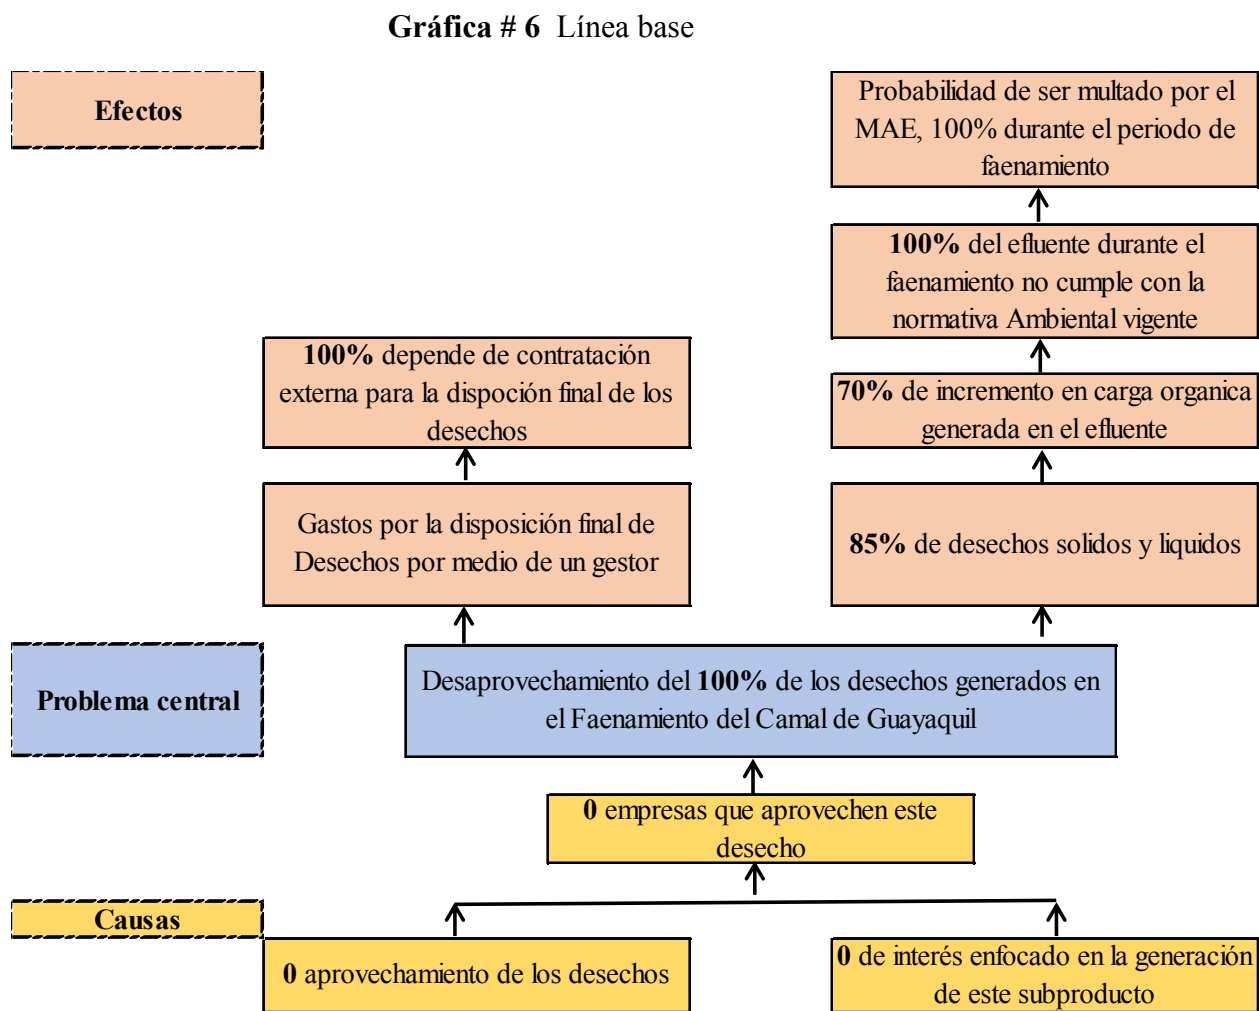 Gráfica # 6 Línea base
Efectos
Probabilidad de ser multado por el
MAE, 100% durante el periodo de
faenamiento
100% del efluente durante el
faenamiento no cumple con la
normativa Ambiental vigente
100% depende de contratación
externa para la dispoción final de los
desechos
70% de incremento en carga organica
generada en el efluente
Gastos por la disposición final de
Desechos por medio de un gestor
85% de desechos solidos y liquidos
Problema central
Desaprovechamiento del 100% de los desechos generados en
el Faenamiento del Camal de Guayaquil
0 empresas que aprovechen este
desecho
Causas
0 aprovechamiento de los desechos
0 de interés enfocado en la generación
de este subproducto